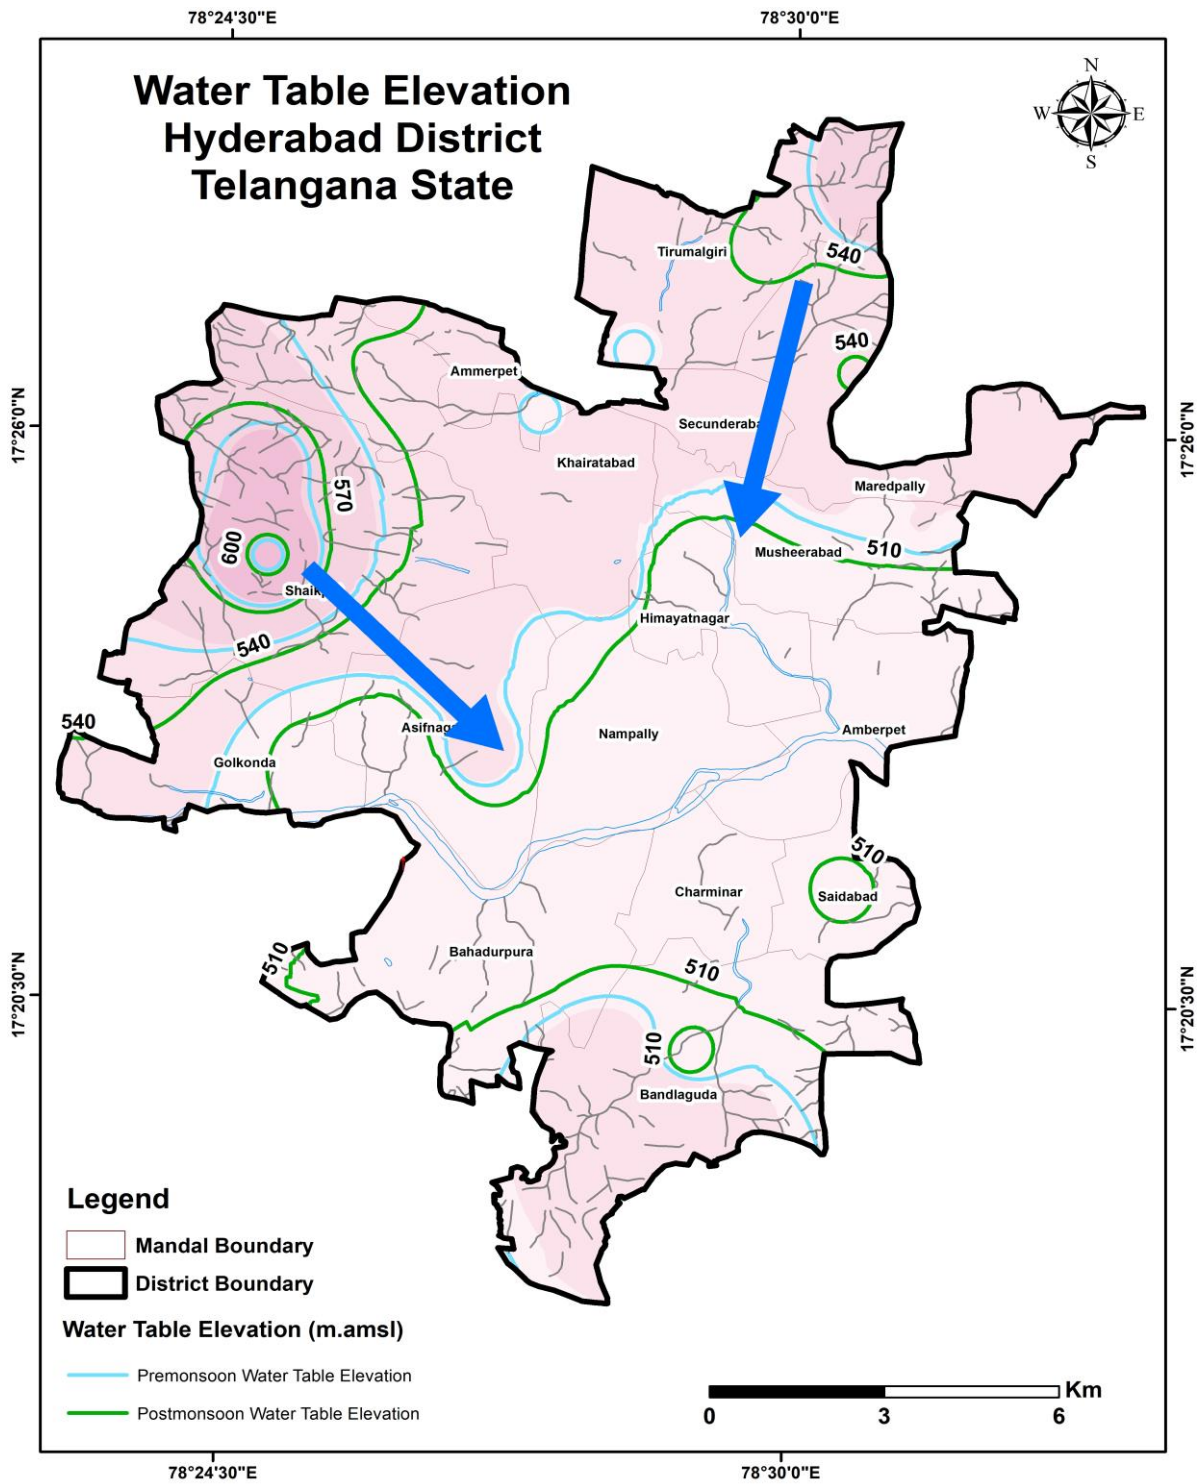 78°24'30"E
78°30'0"E
Water Table Elevation
Hyderabad District
Telangana State
N
W
E
S
Tirumalgiri
540
540
Ammerpet
17°26'0"N
17°26'0"N
Secunderaba
Khairatabad
Maredpally
570
600
510
Musheerabad
Shaik
Himayatnagar
540
540
Asifnag
Nampally
Amberpet
Golkonda
510
Charminar
Saidabad
510
Bahadurpura
510
17°20'30"N
17°20'30"N
510
Bandlaguda
Legend
Mandal Boundary
District Boundary
Water Table Elevation (m.amsl)
Premonsoon Water Table Elevation
Postmonsoon Water Table Elevation
Km
0 3 6
78°24'30"E
78°30'0"E